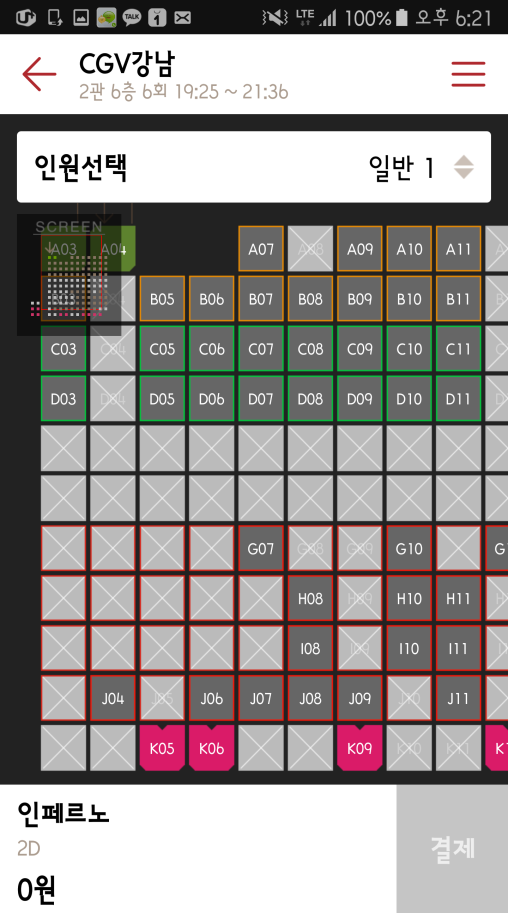 TALK 1 LTE 100% 오후 6:21
CGV강남
2관 6층 6회 19:25 ~ 21:36
인원선택 일반 1
SCREEN
A03 A04 A07 A08 A09 A10 A11
B05 B06 B07 B08 B09 B10 B11
C03 C04 C05 C06 C07 C08 C09 C10 C11
D03 D04 D05 D06 D07 D08 D09 D10 D11
G07 G08 G09 G10
H08 H09 H10 H11
I08 I09 I10 I11
J04 J05 J06 J07 J08 J09 J10 J11
K05 K06 K09 K10 K11
인페르노
2D
결제
0원